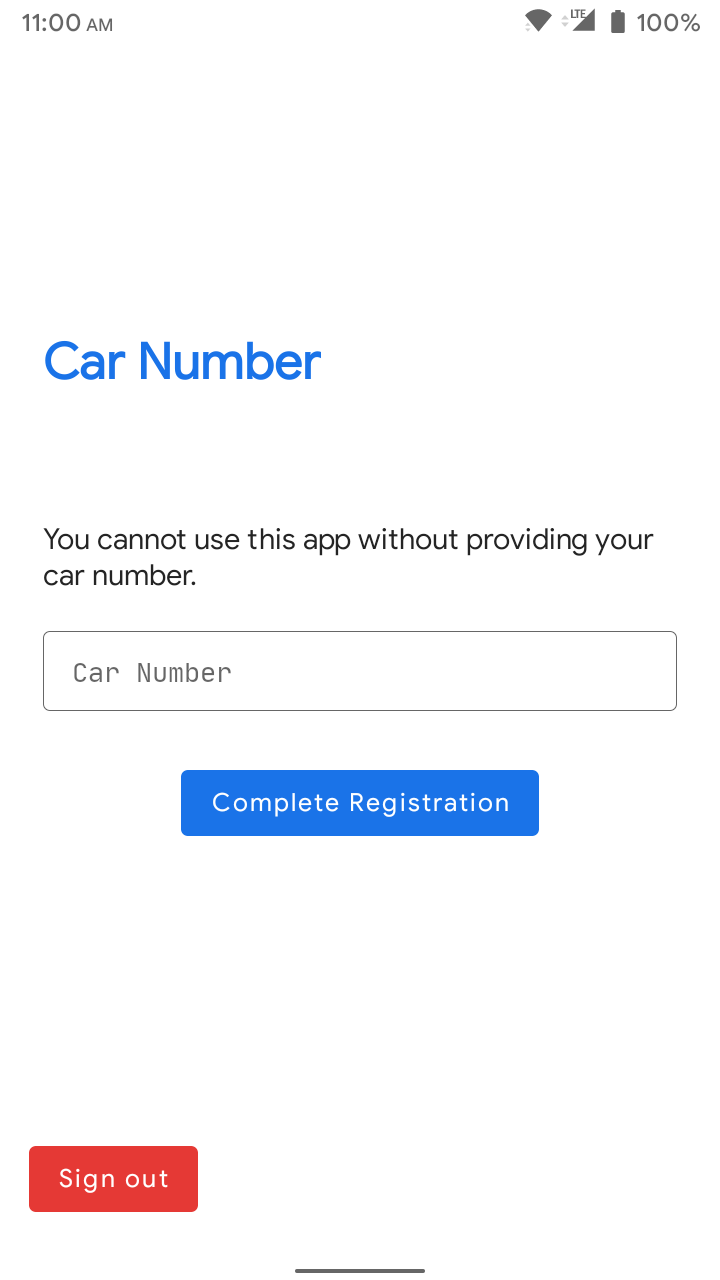 11:00 AM LTE 100%
Car Number
You cannot use this app without providing your
car number.
Car Number
Complete Registration
Sign out